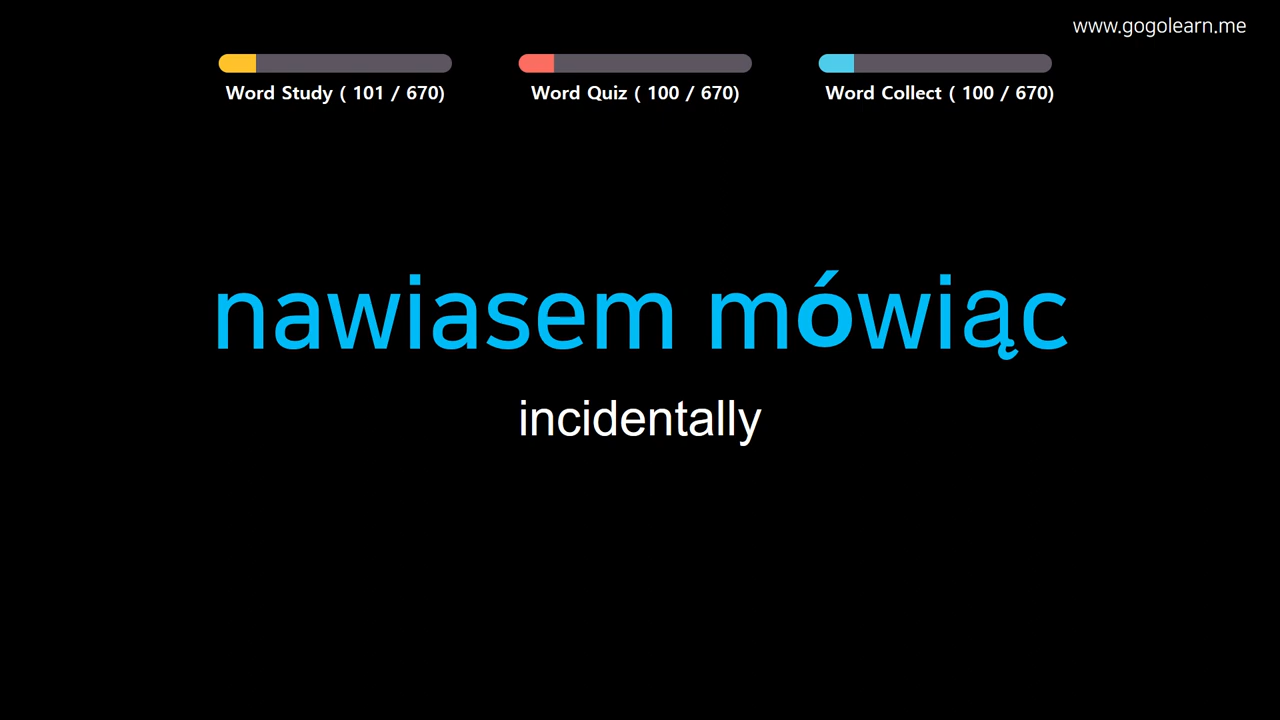 www.gogolearn.me
Word Study ( 101 / 670)
Word Quiz ( 100 / 670)
Word Collect ( 100 / 670)
nawiasem mówiąc
incidentally